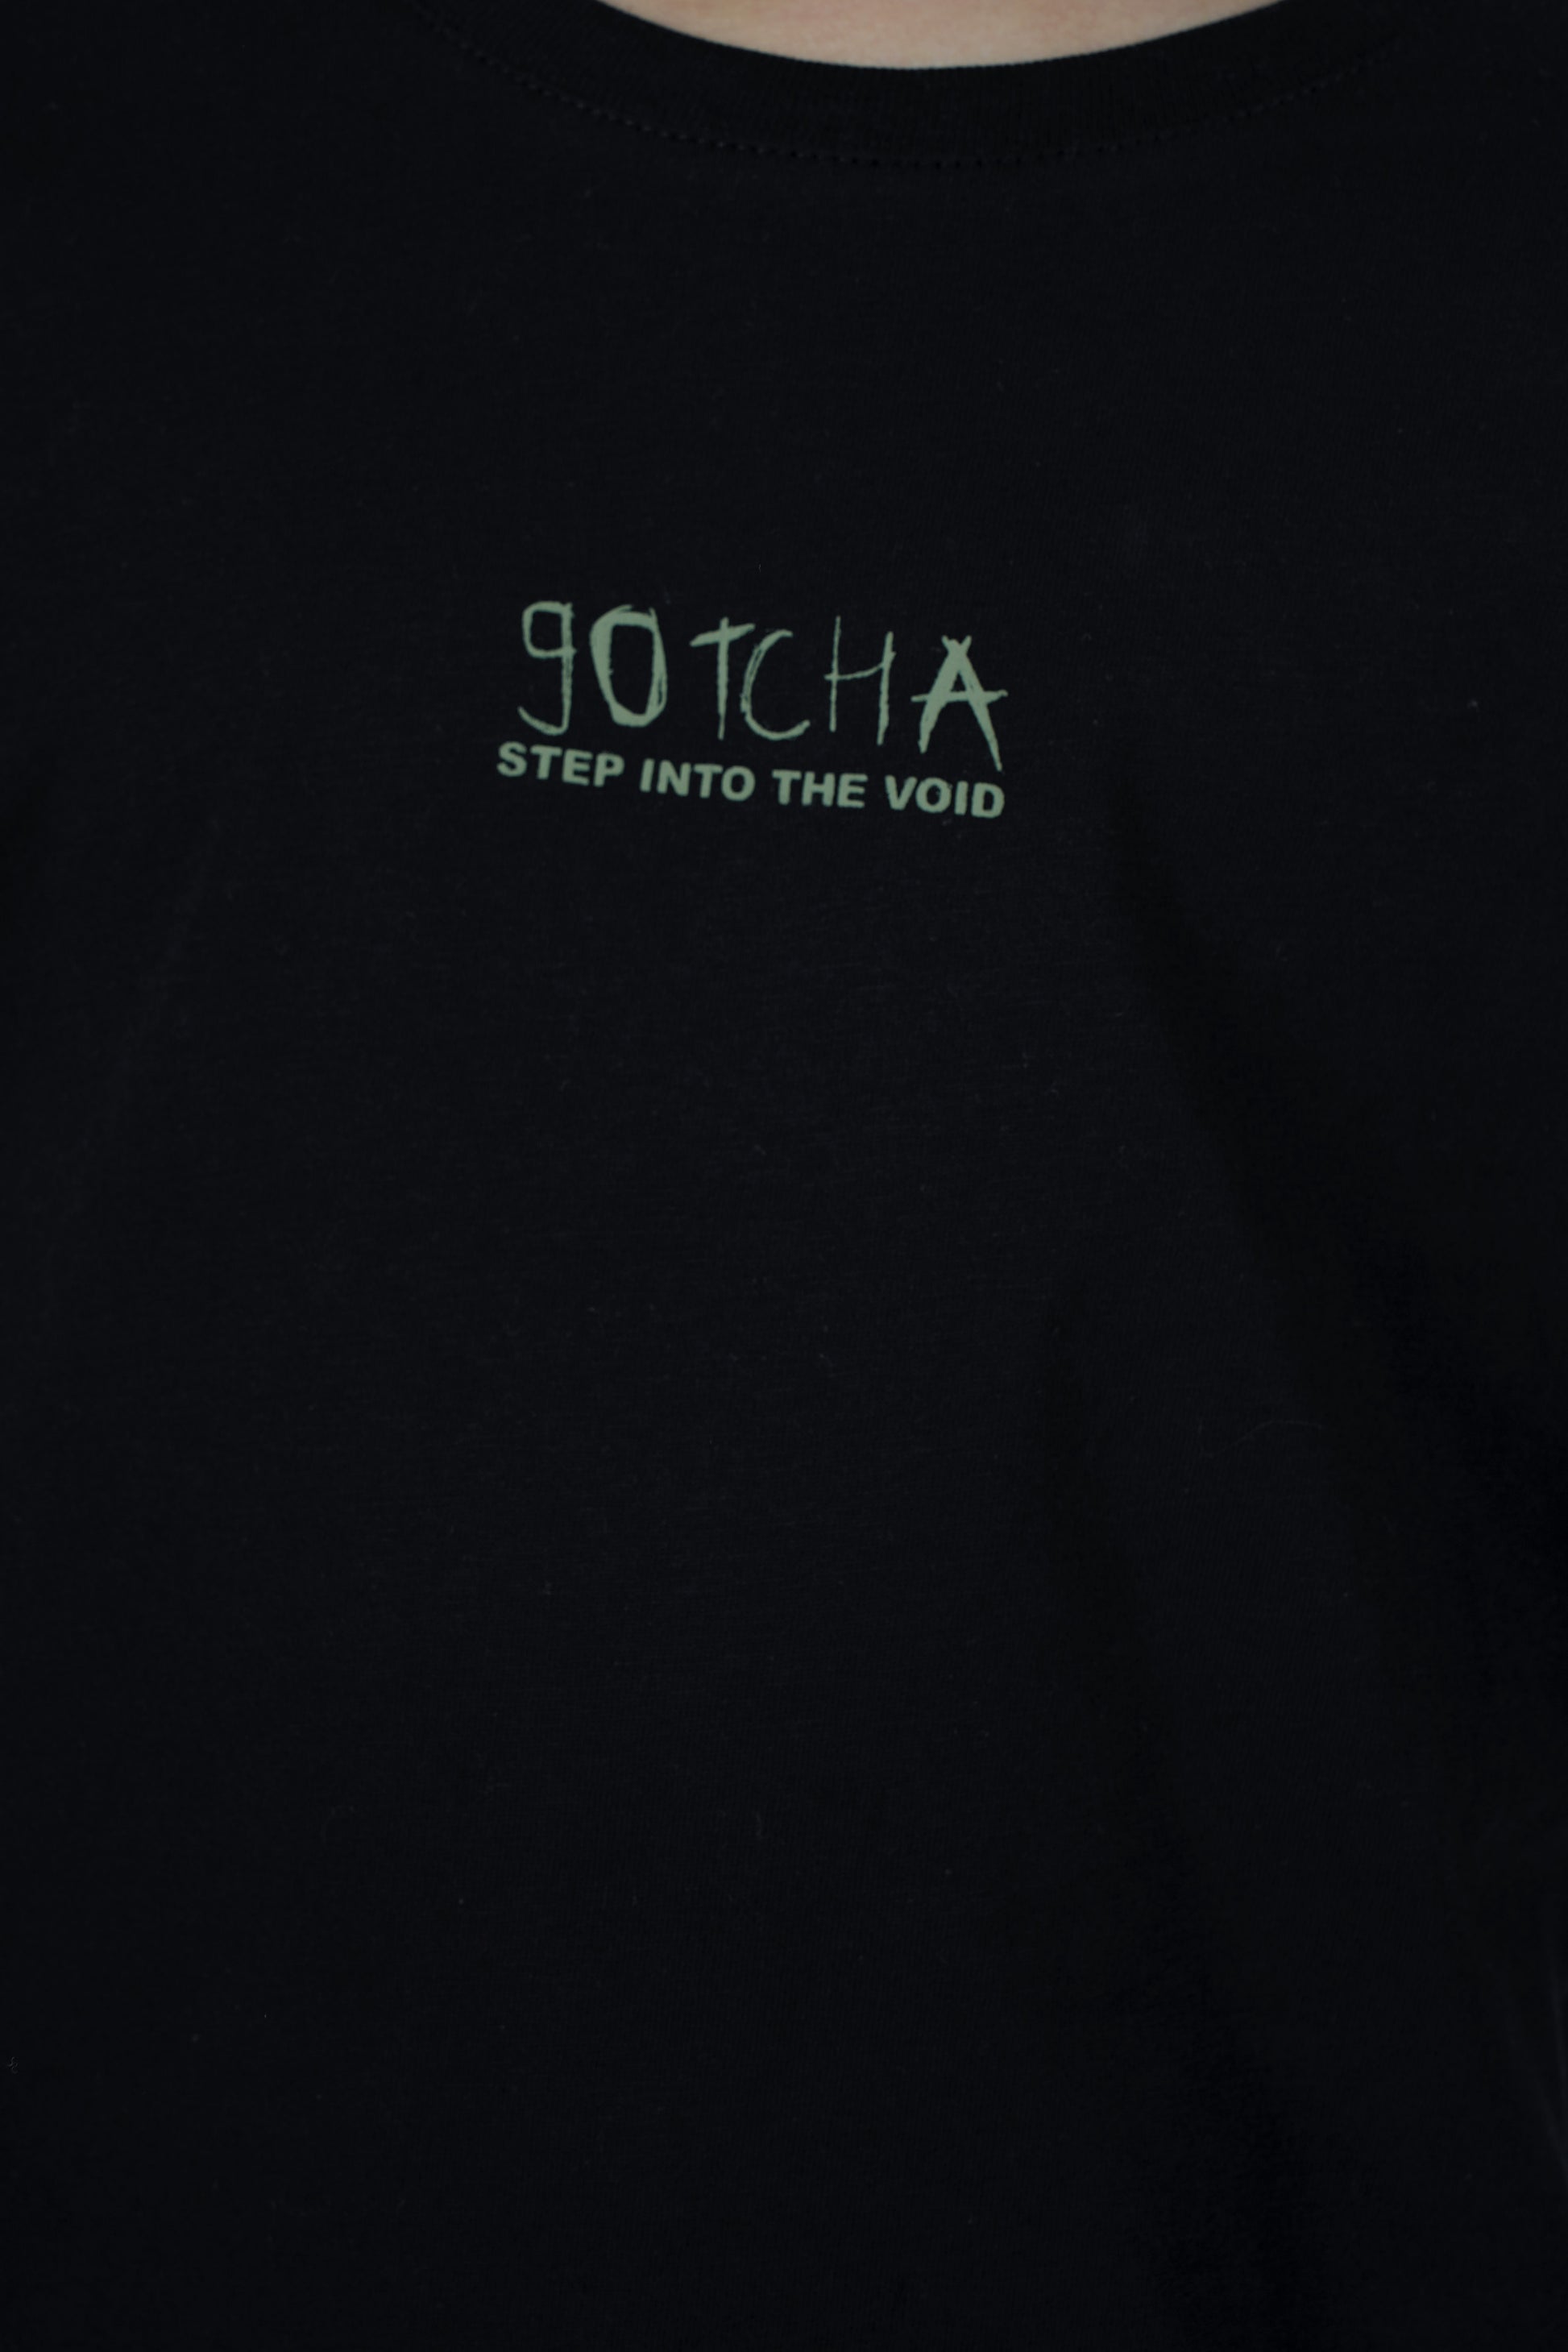 gOTCHA
STEP INTO THE VOID